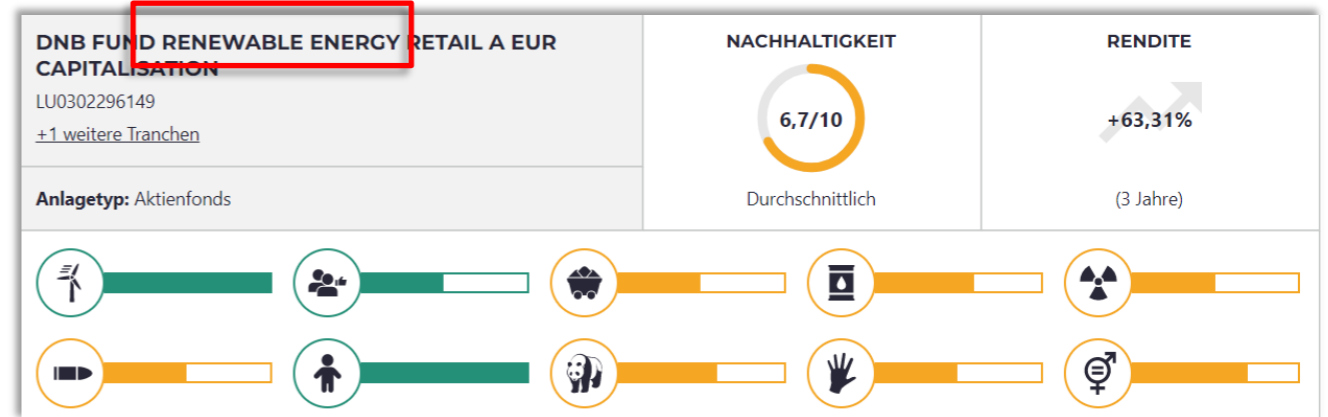 DNB FUND RENEWABLE ENERGY RETAIL A EUR
CAPITALISATION
LU0302296149
+1 weitere Tranchen
Anlagetyp: Aktienfonds
NACHHALTIGKEIT
6,7/10
Durchschnittlich
RENDITE
+63,31%
(3 Jahre)